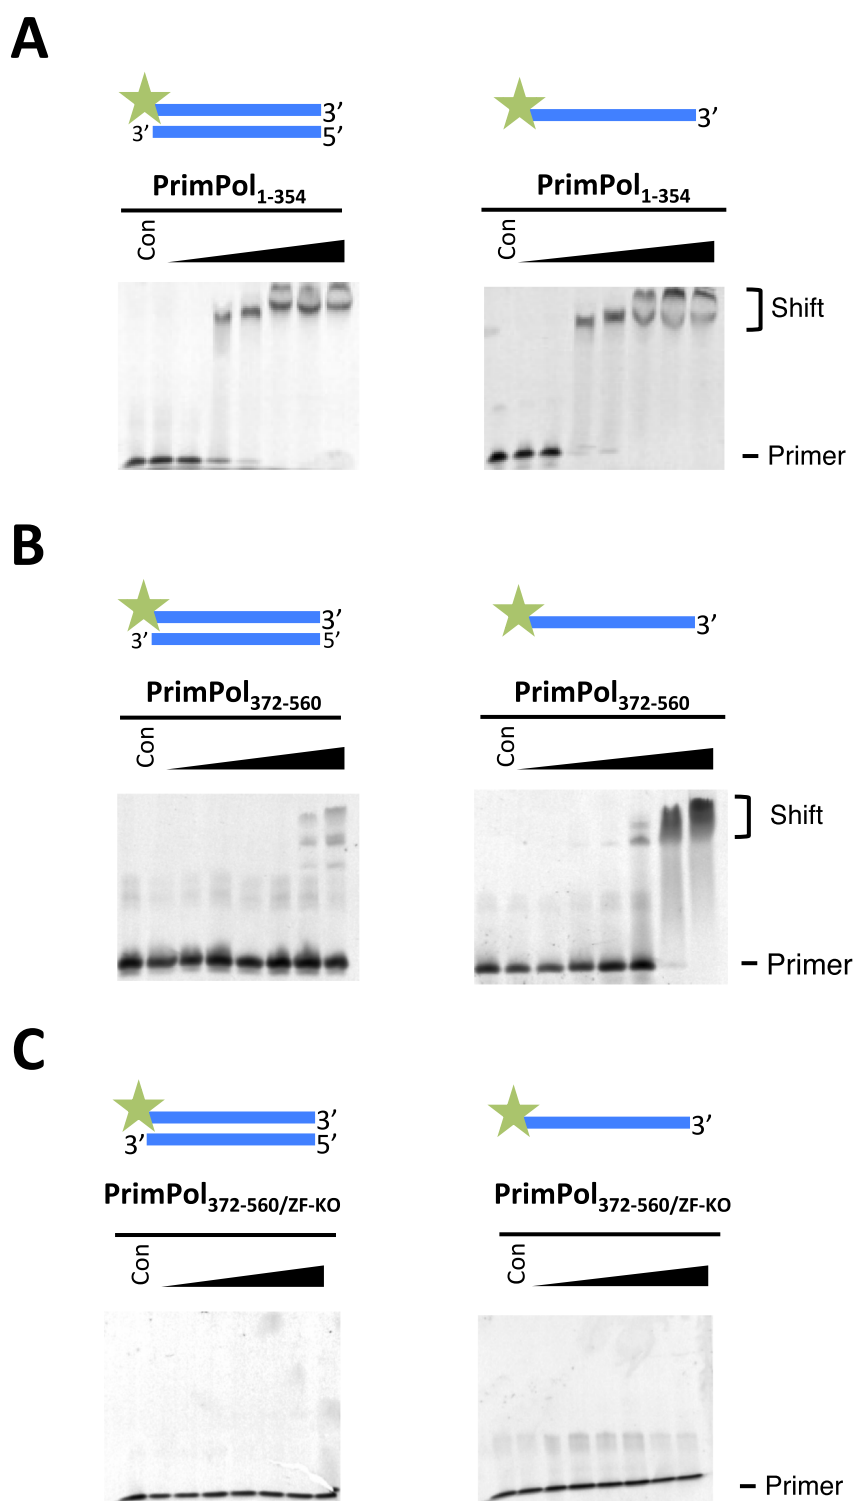 A
3’ 3’
3’ 5’
PrimPol1-354 PrimPol1-354
Con Con
Shift
Primer
B
3’ 3’
3’ 5’
PrimPol372-560 PrimPol372-560
Con Con
Shift
Primer
C
3’ 3’
3’ 5’
PrimPol372-560/ZF-KO PrimPol372-560/ZF-KO
Con Con
Primer